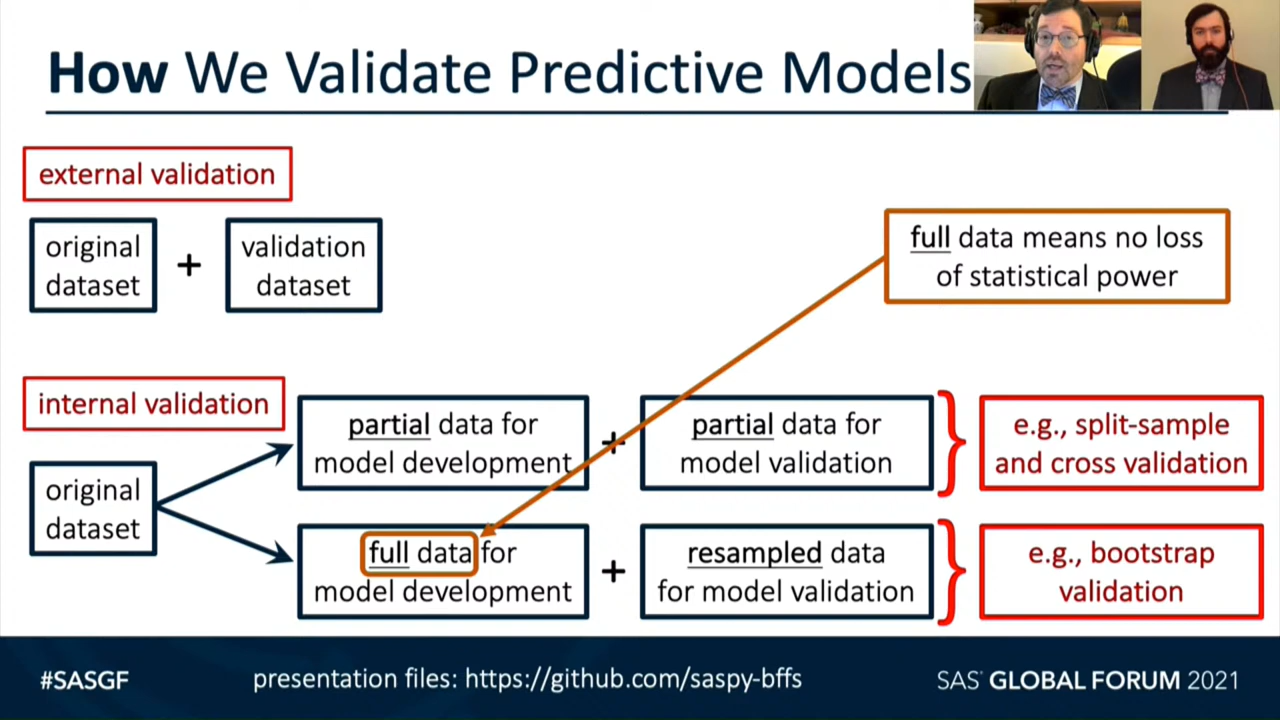 How We Validate Predictive Models
external validation
original
dataset
+
validation
dataset
full data means no loss
of statistical power
internal validation
original
dataset
partial data for
model development
+
partial data for
model validation
}
e.g., split-sample
and cross validation
full data for
model development
+
resampled data
for model validation
}
e.g., bootstrap
validation
#SASGF
presentation files: https://github.com/saspy-bffs
SAS® GLOBAL FORUM 2021